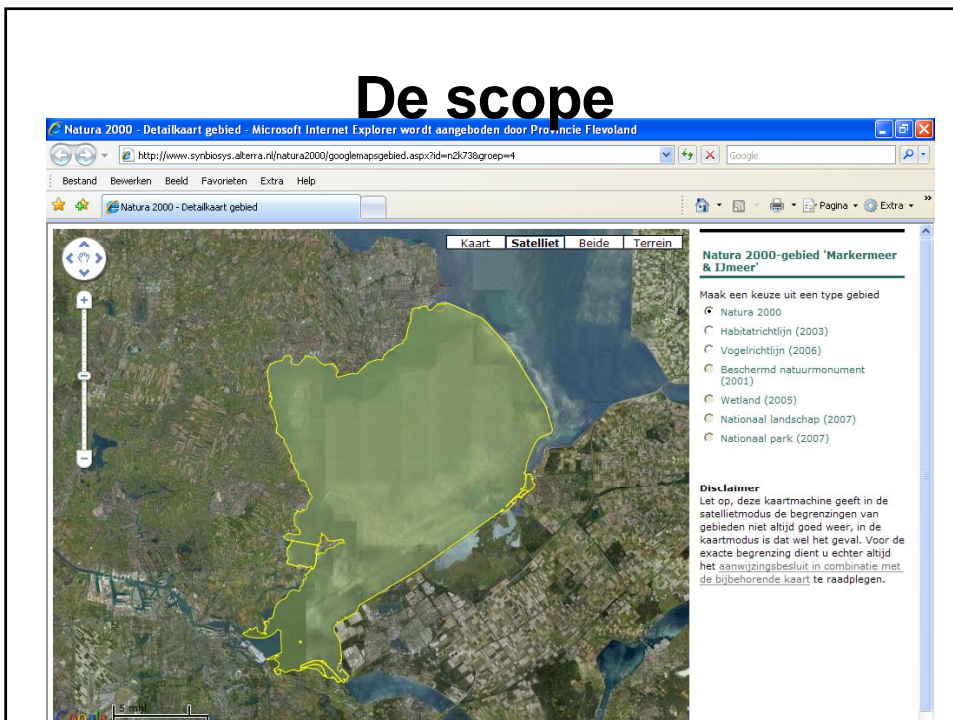 De scope
Natura 2000 - Detailkaart gebied - Microsoft Internet Explorer wordt aangeboden door Provincie Flevoland
http://www.synbiosys.alterra.nl/natura2000/googlemapsgebied.aspx?id=n2k73&groep=4
Google
Bestand Bewerken Beeld Favorieten Extra Help
Natura 2000 - Detailkaart gebied
Pagina Extra
Kaart Satelliet Beide Terrein
Natura 2000-gebied 'Markermeer
& IJmeer'
Maak een keuze uit een type gebied
Natura 2000
Habitatrichtlijn (2003)
Vogelrichtlijn (2006)
Beschermd natuurmonument
(2001)
Wetland (2005)
Nationaal landschap (2007)
Nationaal park (2007)
Disclaimer
Let op, deze kaartmachine geeft in de
satellietmodus de begrenzingen van
gebieden niet altijd goed weer, in de
kaartmodus is dat wel het geval. Voor de
exacte begrenzing dient u echter altijd
het aanwijzingsbesluit in combinatie met
de bijbehorende kaart te raadplegen.
5 mijl
Google